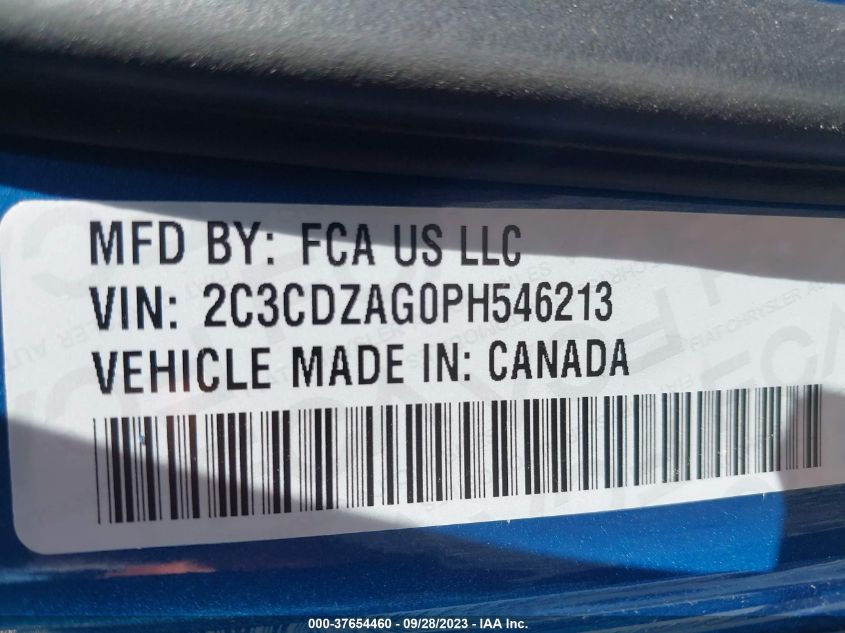 MFD BY: FCA US LLC
VIN: 2C3CDZAG0PH546213
VEHICLE MADE IN: CANADA
000-37654460 - 09/28/2023 - IAA Inc.